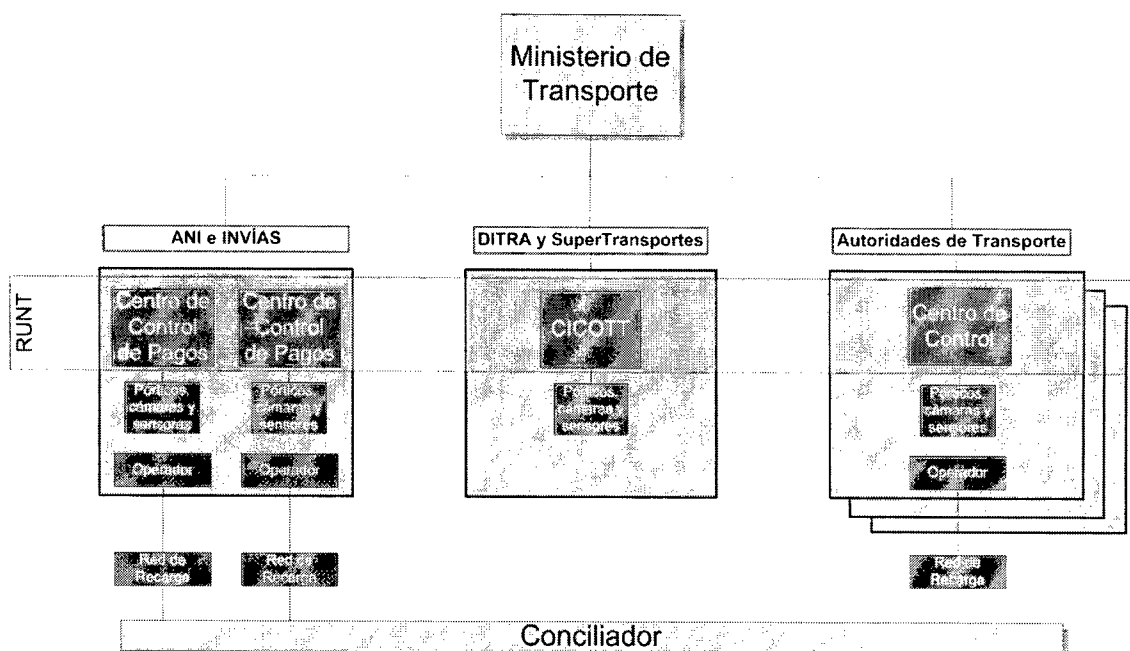 Ministerio de
Transporte
ANI e INVÍAS
DITRA y SuperTransportes
Autoridades de Transporte
RUNT
Centro de
Control
de Pagos
Centro de
Control
de Pagos
CICOTT
Centro de
Control
Pórticos,
cámaras y
sensores
Pórticos,
cámaras y
sensores
Pórticos,
cámaras y
sensores
Pórticos,
cámaras y
sensores
Operador
Operador
Operador
Red de
Recarga
Red de
Recarga
Red de
Recarga
Conciliador